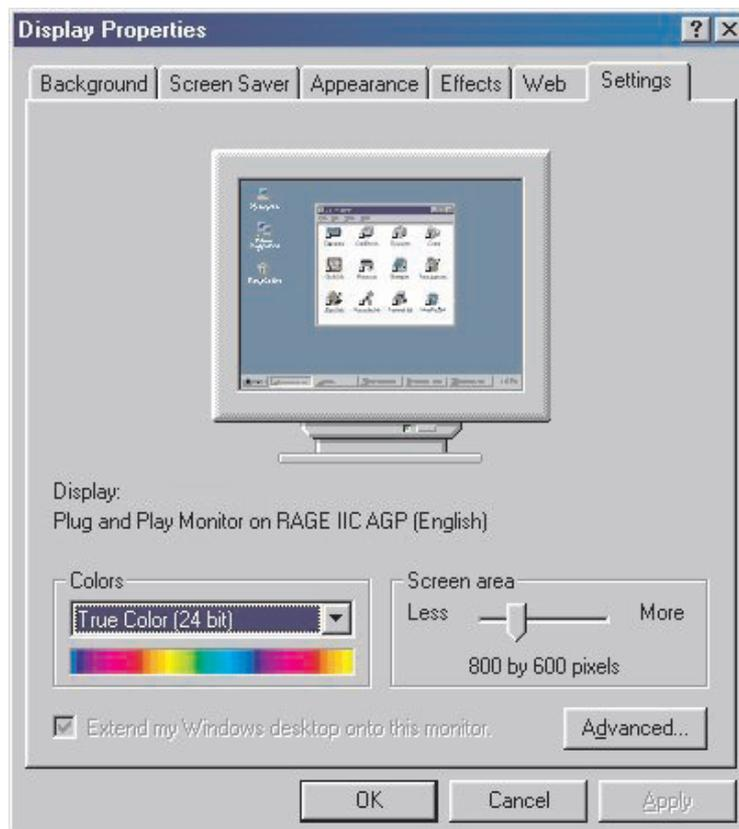 Display Properties
Background Screen Saver Appearance Effects Web Settings
Display:
Plug and Play Monitor on RAGE IIC AGP (English)
Colors
True Color (24 bit)
Screen area
Less More
800 by 600 pixels
Extend my Windows desktop onto this monitor.
Advanced...
OK Cancel Apply